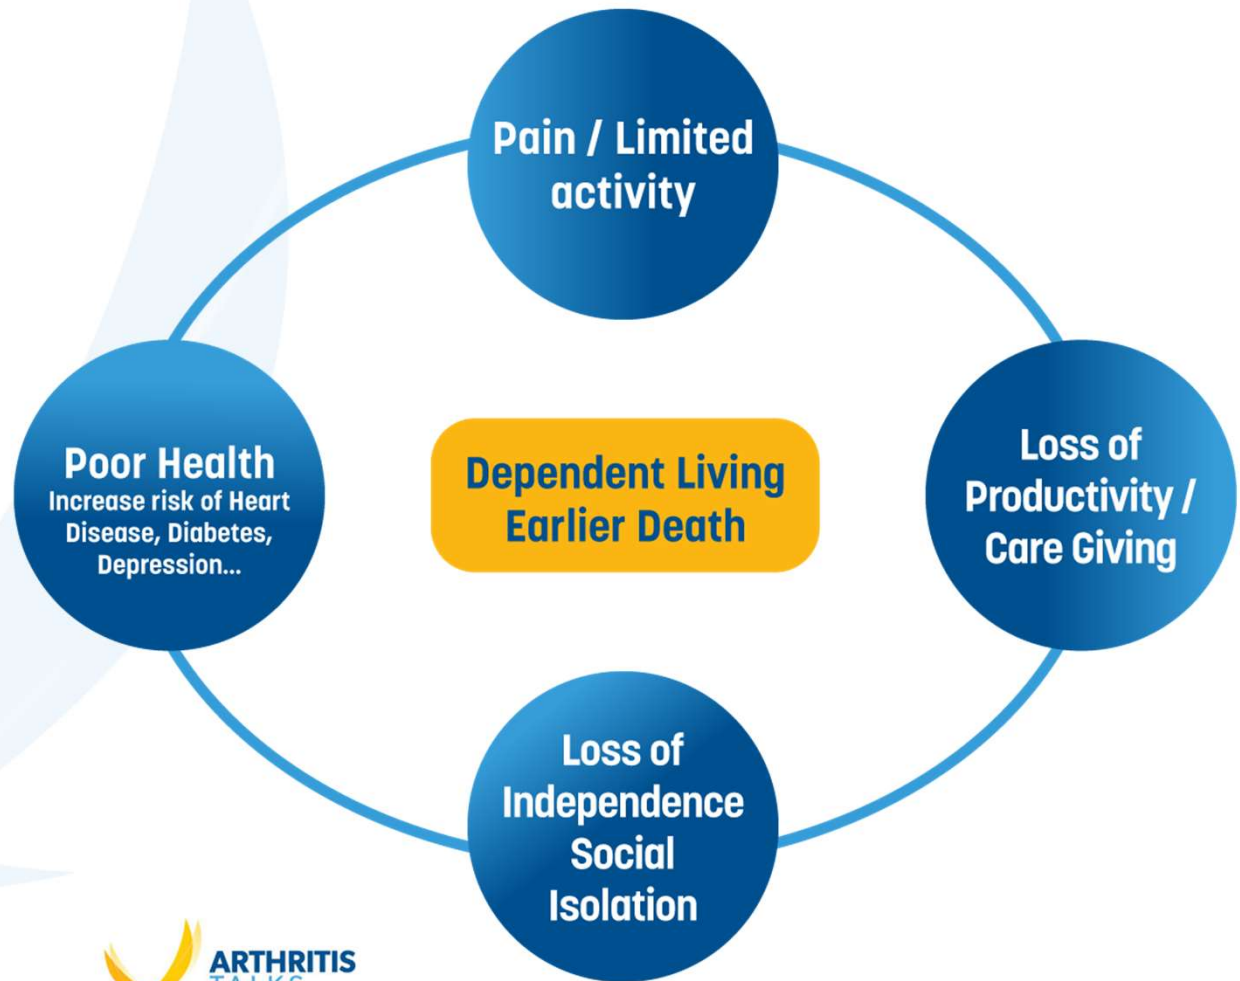 Pain / Limited
activity
Poor Health
Increase risk of Heart
Disease, Diabetes,
Depression...
Dependent Living
Earlier Death
Loss of
Productivity /
Care Giving
Loss of
Independence
Social
Isolation
ARTHRITIS
TALKS